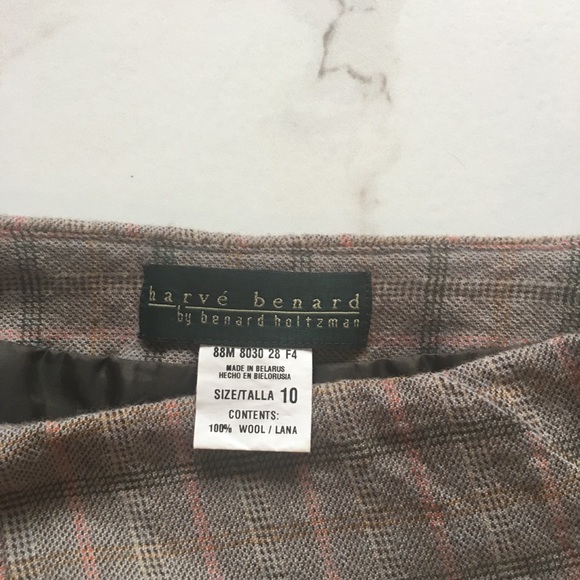 harvé benard
by benard holtzman
88M 8030 28 F4
MADE IN BELARUS
HECHO EN BIELORUSIA
SIZE/TALLA 10
CONTENTS:
100% WOOL / LANA